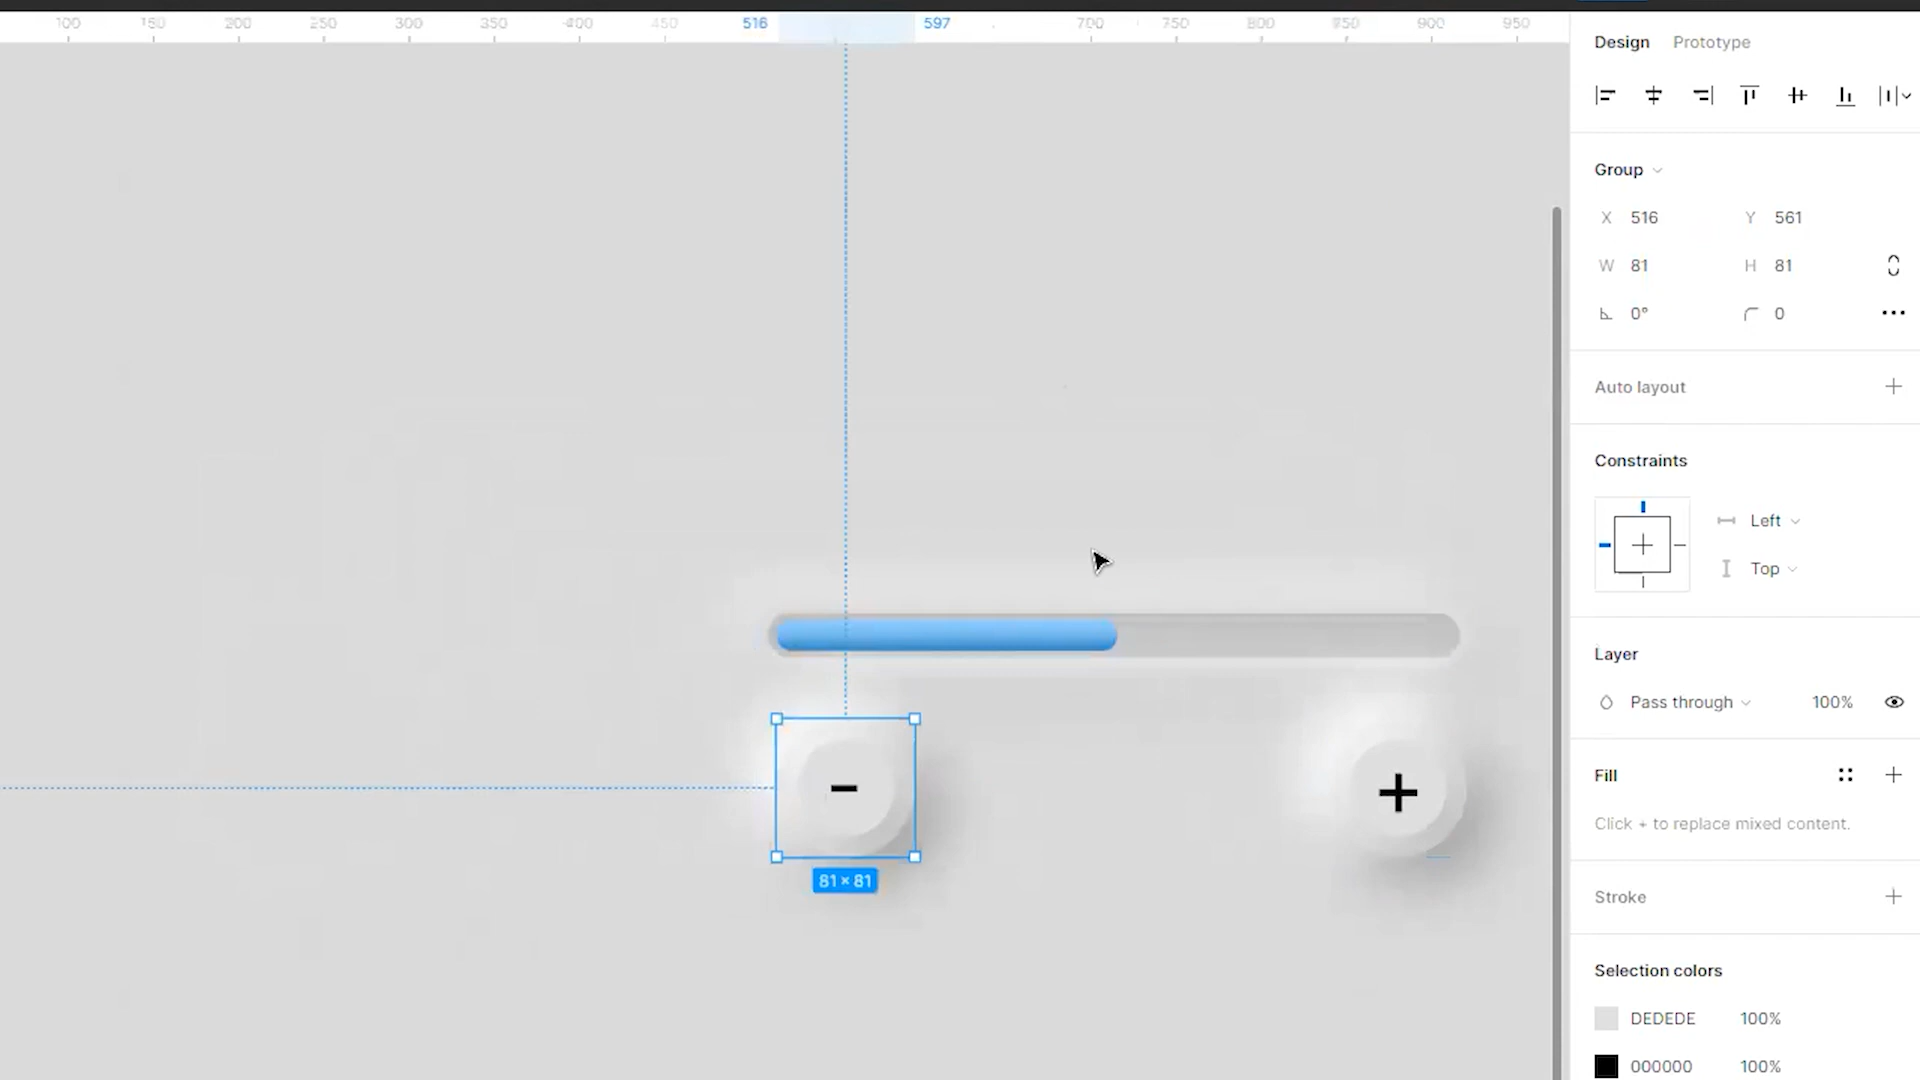 100 150 200 250 300 350 400 450 516 597 700 750 800 850 900 950
Design Prototype
Group
X 516 Y 561
W 81 H 81
0° 0
Auto layout
Constraints
Left
Top
Layer
Pass through 100%
Fill
Click + to replace mixed content.
Stroke
Selection colors
DEDEDE 100%
000000 100%
- +
81 × 81